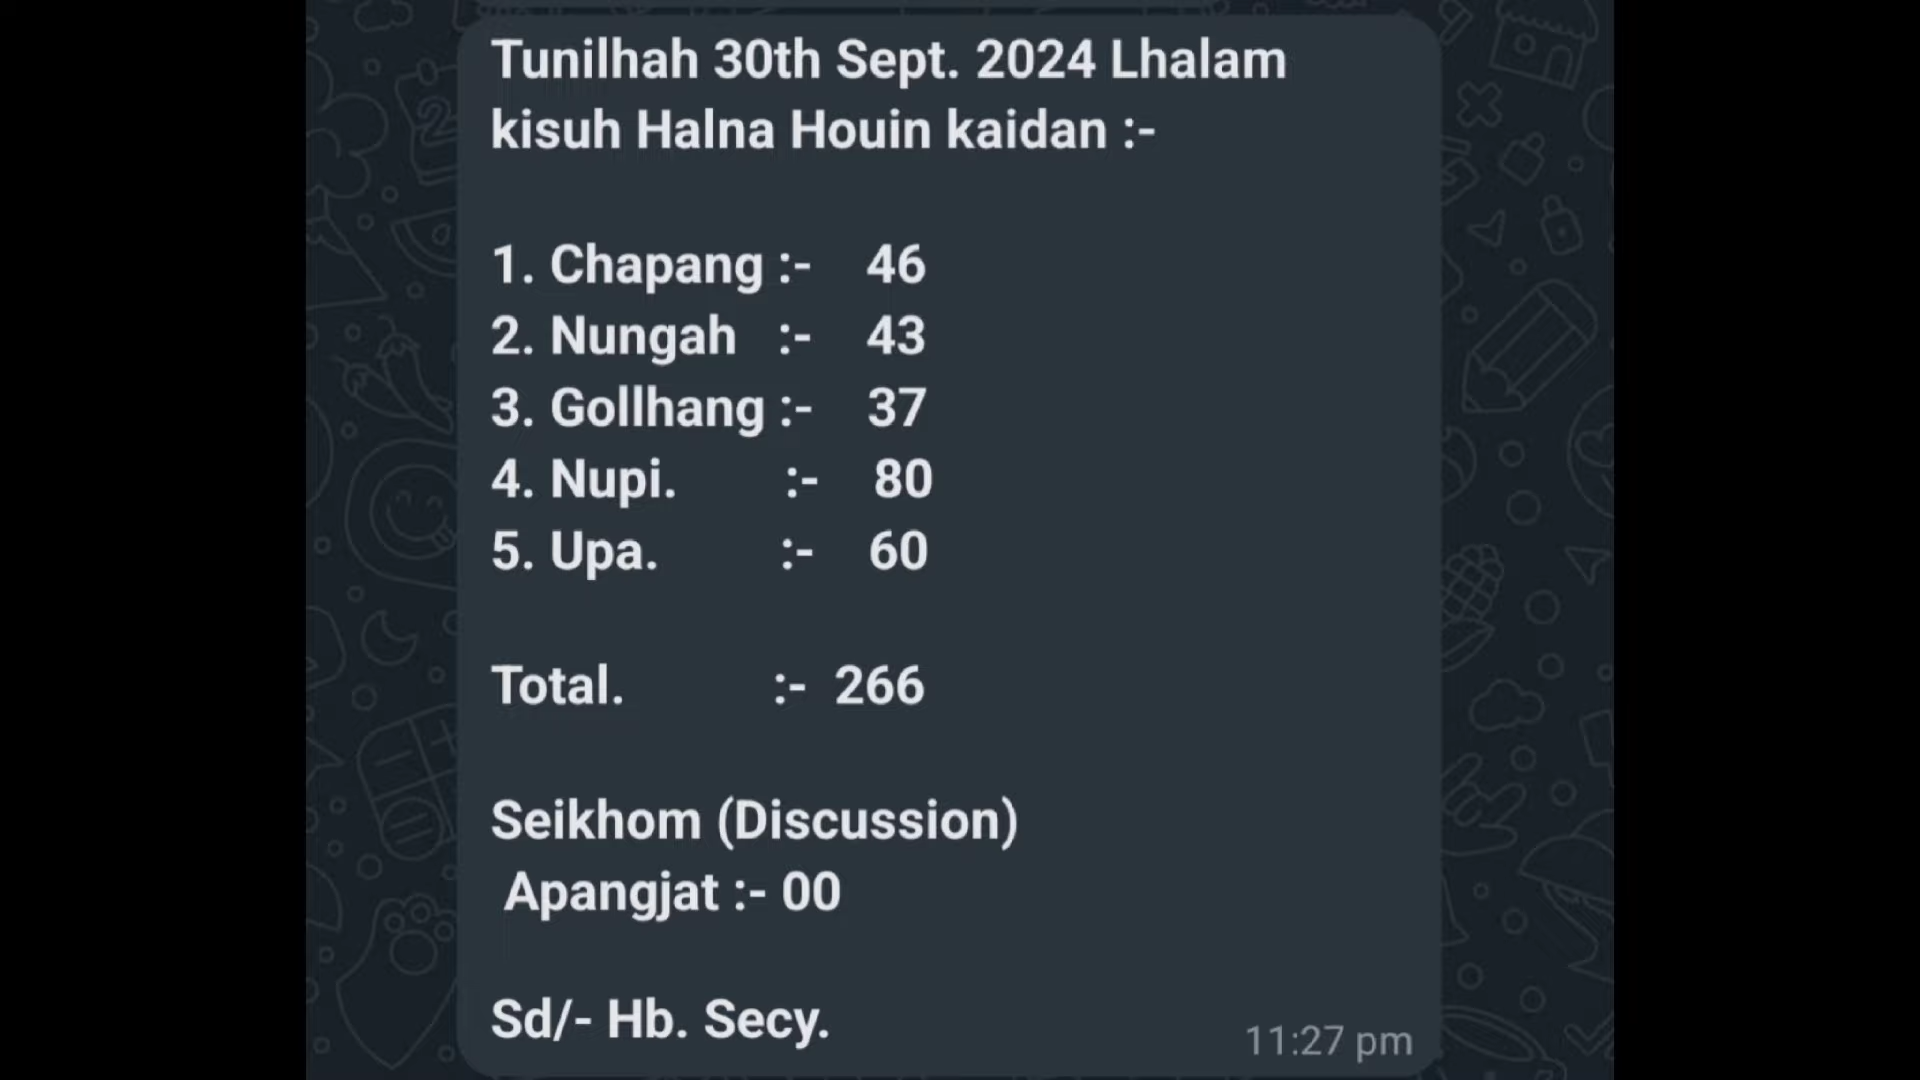 Tunilhah 30th Sept. 2024 Lhalam
kisuh Halna Houin kaidan :-
1. Chapang :- 46
2. Nungah :- 43
3. Gollhang :- 37
4. Nupi. :- 80
5. Upa. :- 60
Total. :- 266
Seikhom (Discussion)
Apangjat :- 00
Sd/- Hb. Secy.
11:27 pm